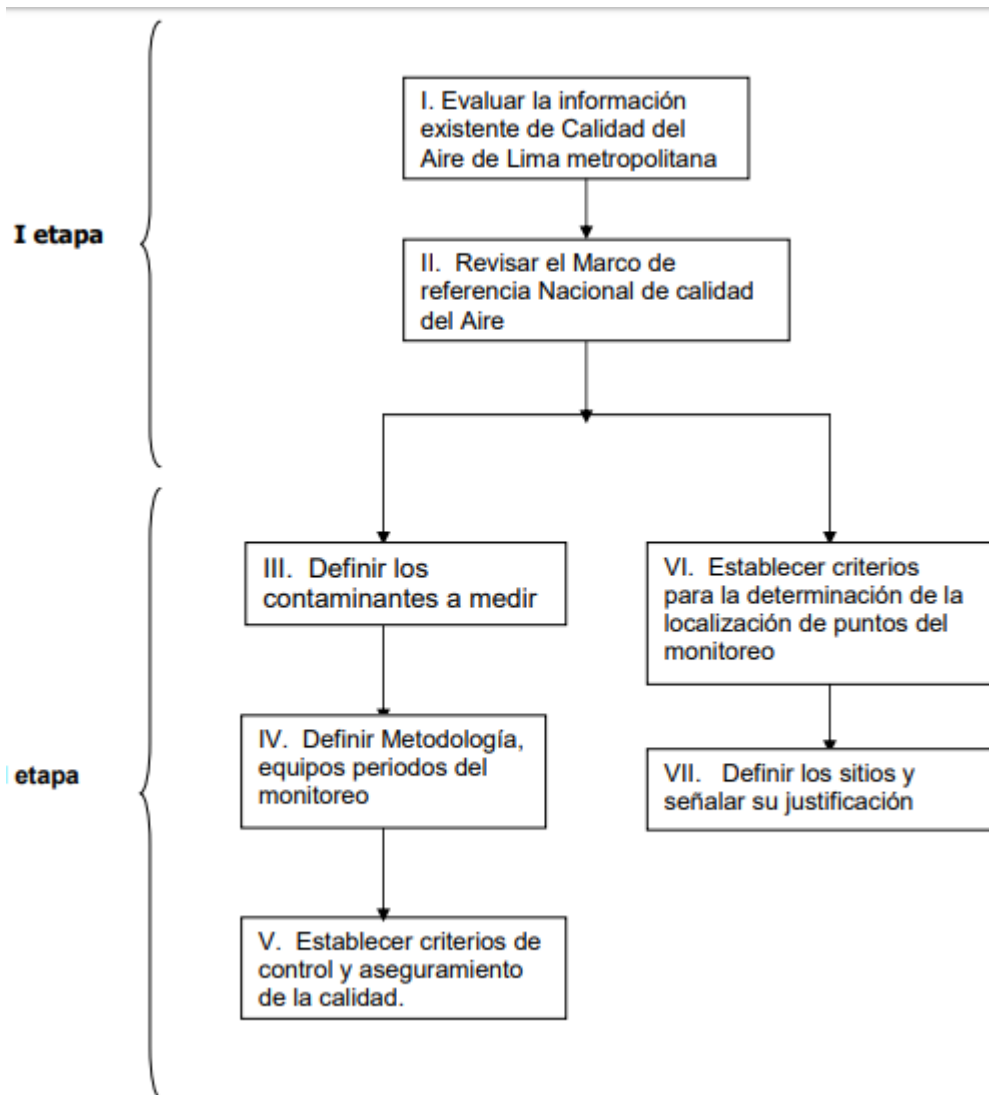 I. Evaluar la información
existente de Calidad del
Aire de Lima metropolitana
I etapa
II. Revisar el Marco de
referencia Nacional de calidad
del Aire
III. Definir los
contaminantes a medir
VI. Establecer criterios
para la determinación de la
localización de puntos del
monitoreo
IV. Definir Metodología,
equipos periodos del
monitoreo
VII. Definir los sitios y
señalar su justificación
etapa
V. Establecer criterios de
control y aseguramiento
de la calidad.